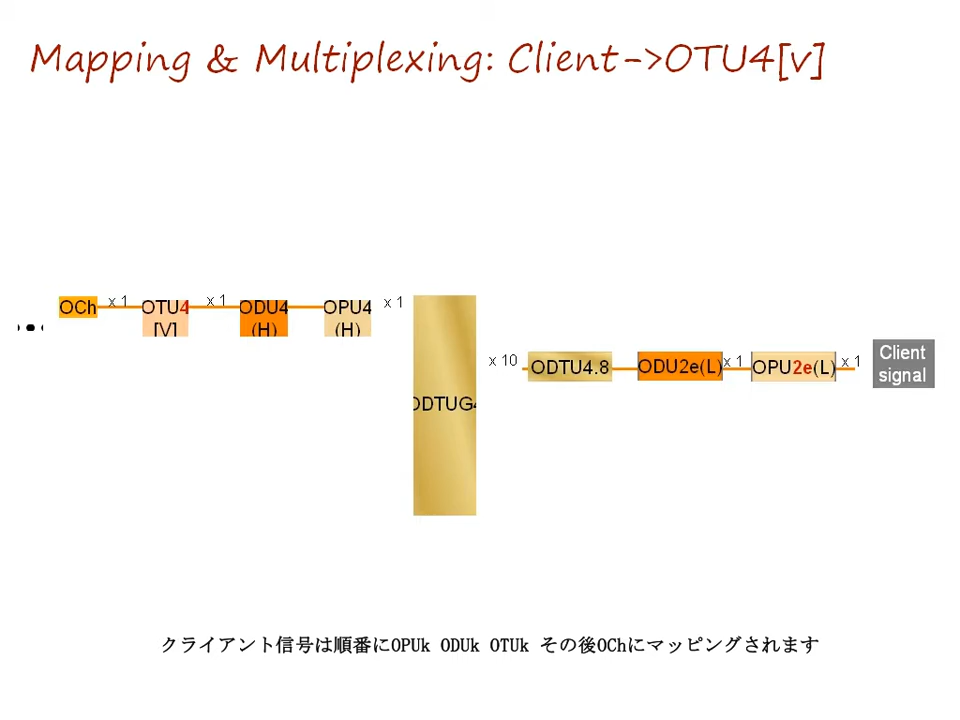 Mapping & Multiplexing: Client->OTU4[v]
OCh
x 1
OTU4
[V]
x 1
ODU4
(H)
OPU4
(H)
x 1
ODTUG4
x 10
ODTU4.8
ODU2e(L)
x 1
OPU2e(L)
x 1
Client
signal
クライアント信号は順番にOPUk ODUk OTUk その後OChにマッピングされます